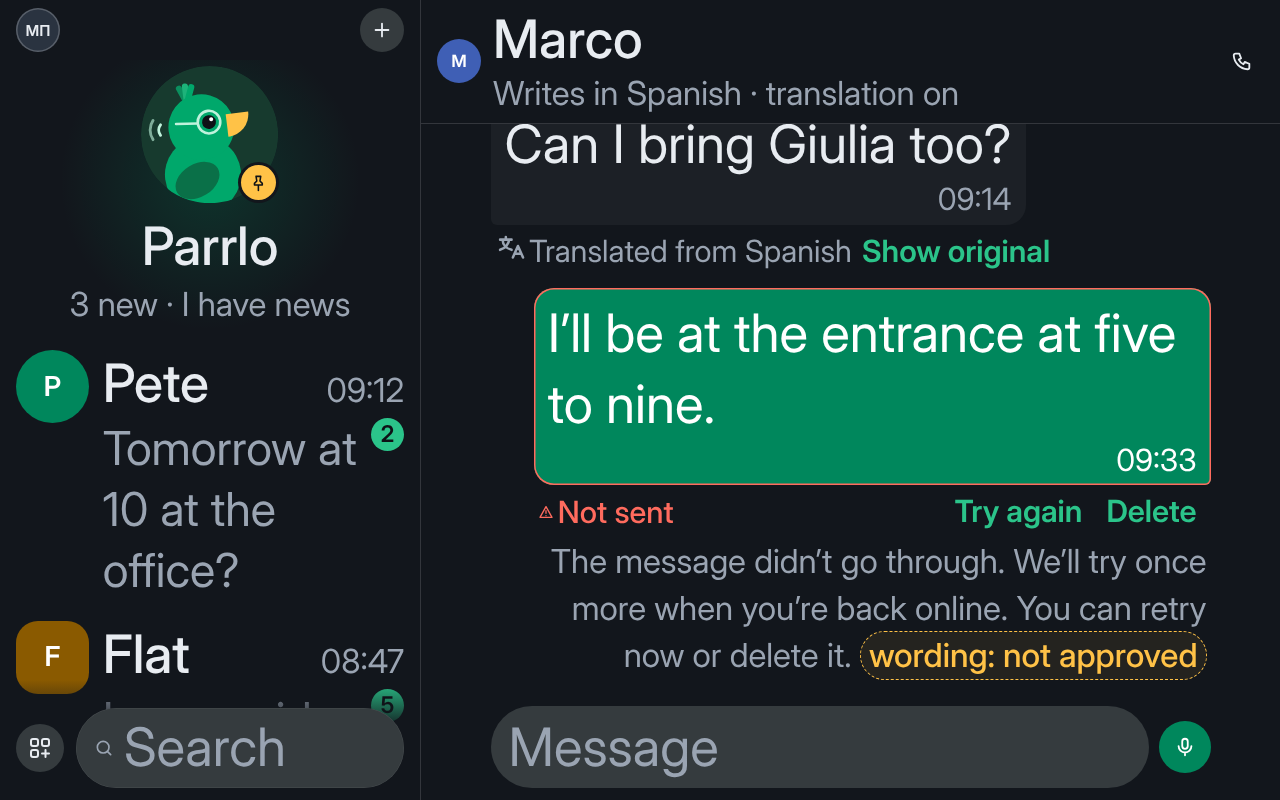 МП
Parrlo
3 new · I have news
P
Pete
09:12
Tomorrow at
10 at the
office?
2
F
Flat
08:47
5
Search
M
Marco
Writes in Spanish · translation on
Can I bring Giulia too?
09:14
Translated from Spanish Show original
I’ll be at the entrance at five
to nine.
09:33
Not sent
Try again Delete
The message didn’t go through. We’ll try once
more when you’re back online. You can retry
now or delete it. wording: not approved
Message